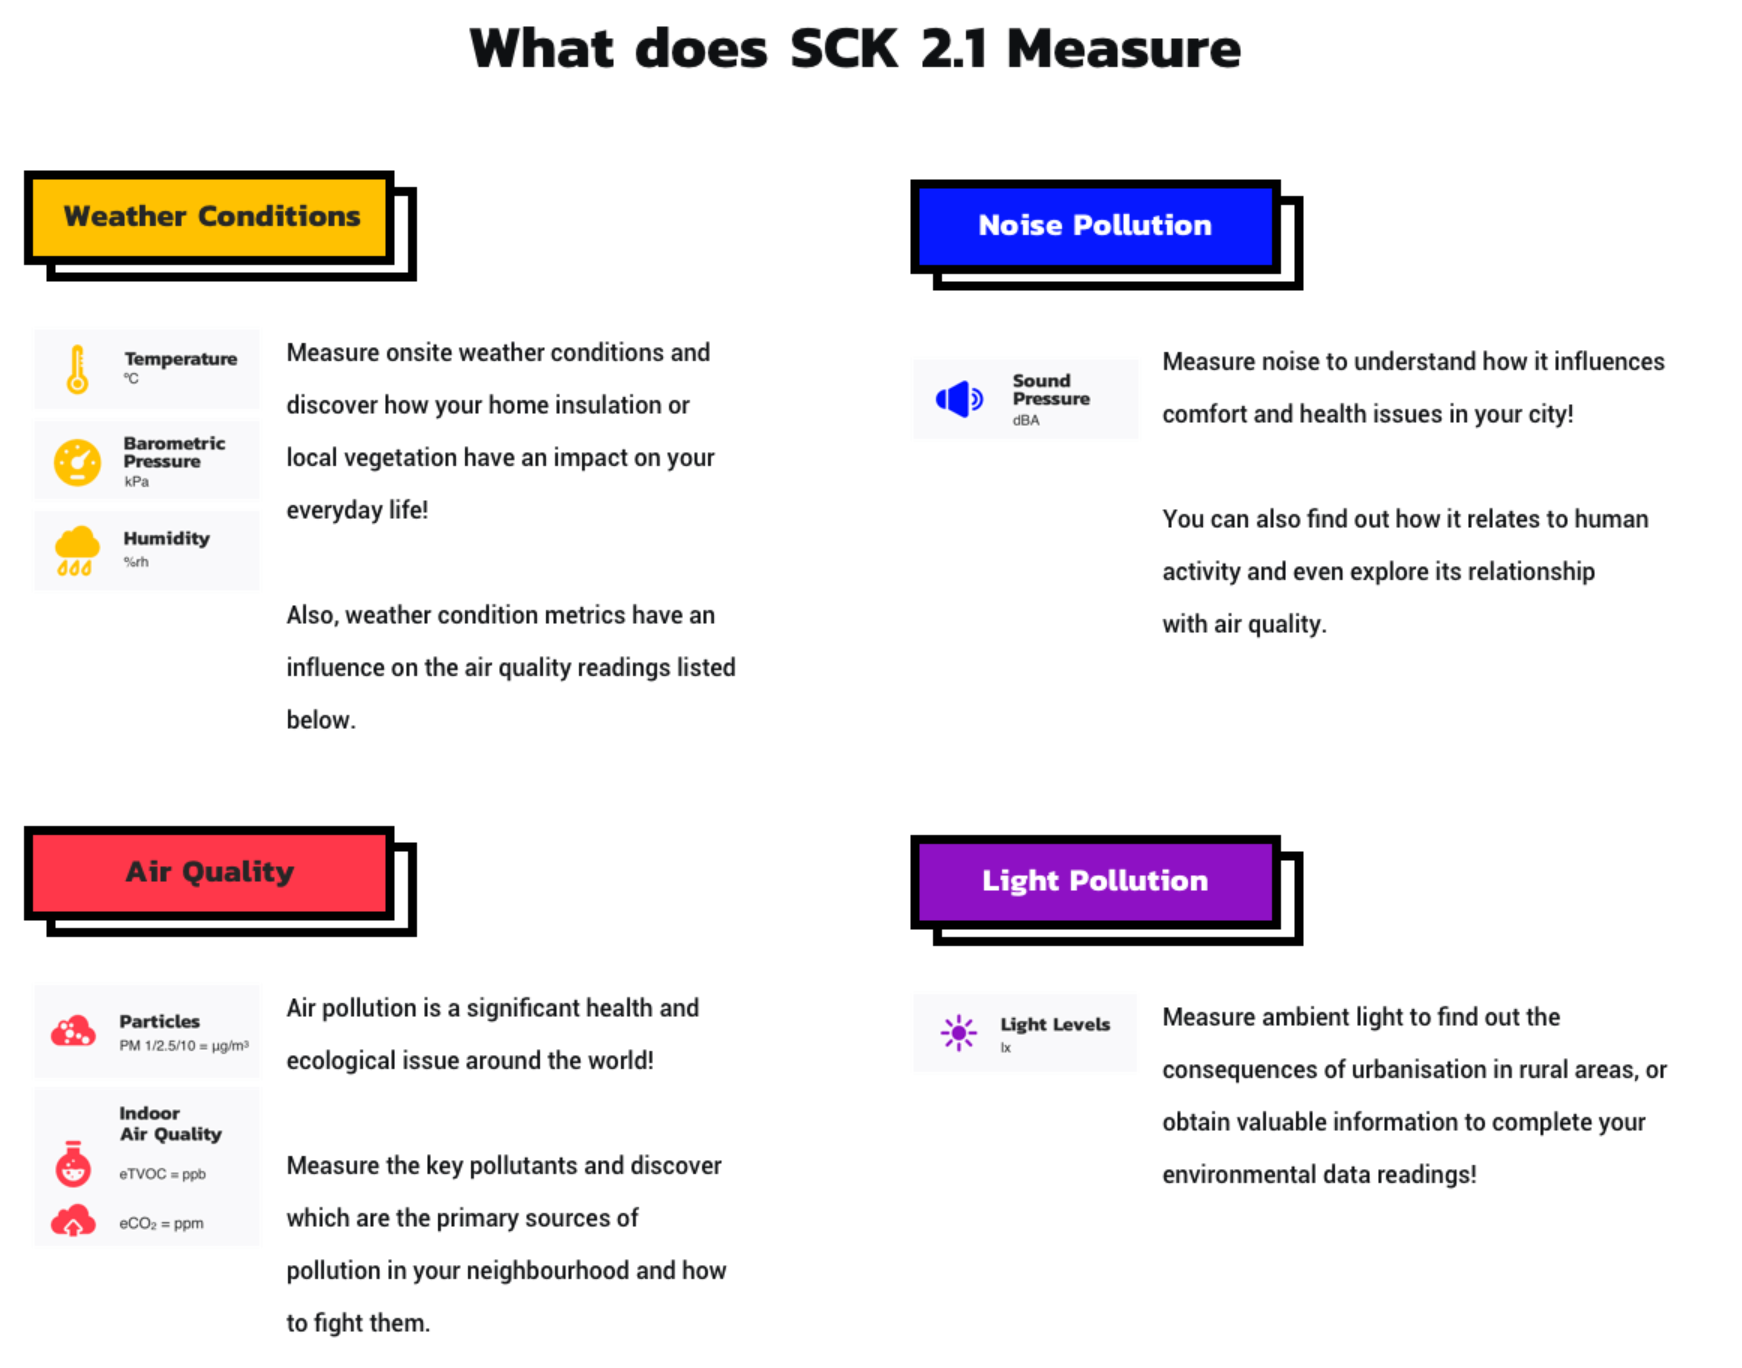 What does SCK 2.1 Measure
Weather Conditions
Temperature
ºC
Barometric
Pressure
kPa
Humidity
%rh
Measure onsite weather conditions and
discover how your home insulation or
local vegetation have an impact on your
everyday life!
Also, weather condition metrics have an
influence on the air quality readings listed
below.
Noise Pollution
Sound
Pressure
dBA
Measure noise to understand how it influences
comfort and health issues in your city!
You can also find out how it relates to human
activity and even explore its relationship
with air quality.
Air Quality
Particles
PM 1/2.5/10 = µg/m³
Indoor
Air Quality
eTVOC = ppb
eCO₂ = ppm
Air pollution is a significant health and
ecological issue around the world!
Measure the key pollutants and discover
which are the primary sources of
pollution in your neighbourhood and how
to fight them.
Light Pollution
Light Levels
lx
Measure ambient light to find out the
consequences of urbanisation in rural areas, or
obtain valuable information to complete your
environmental data readings!